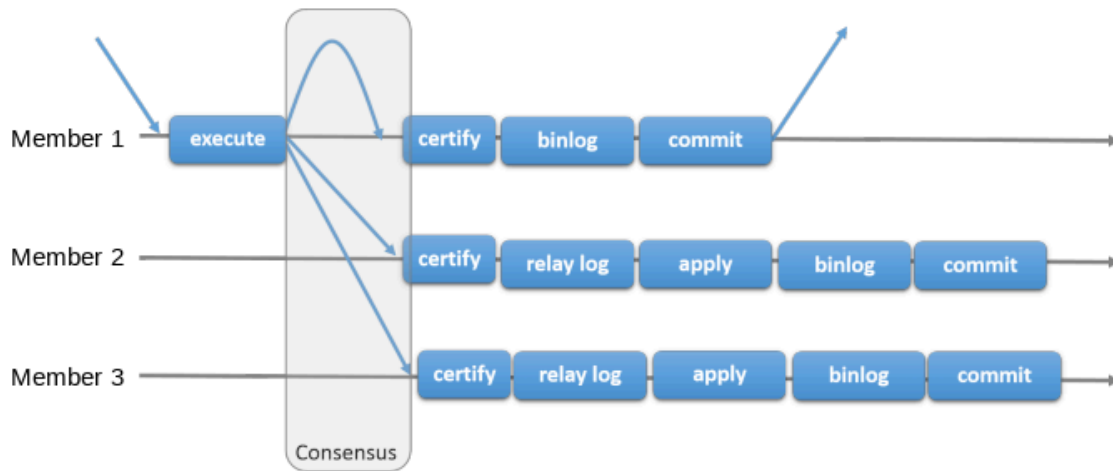 Member 1 execute certify binlog commit
Member 2 certify relay log apply binlog commit
Member 3 certify relay log apply binlog commit
Consensus